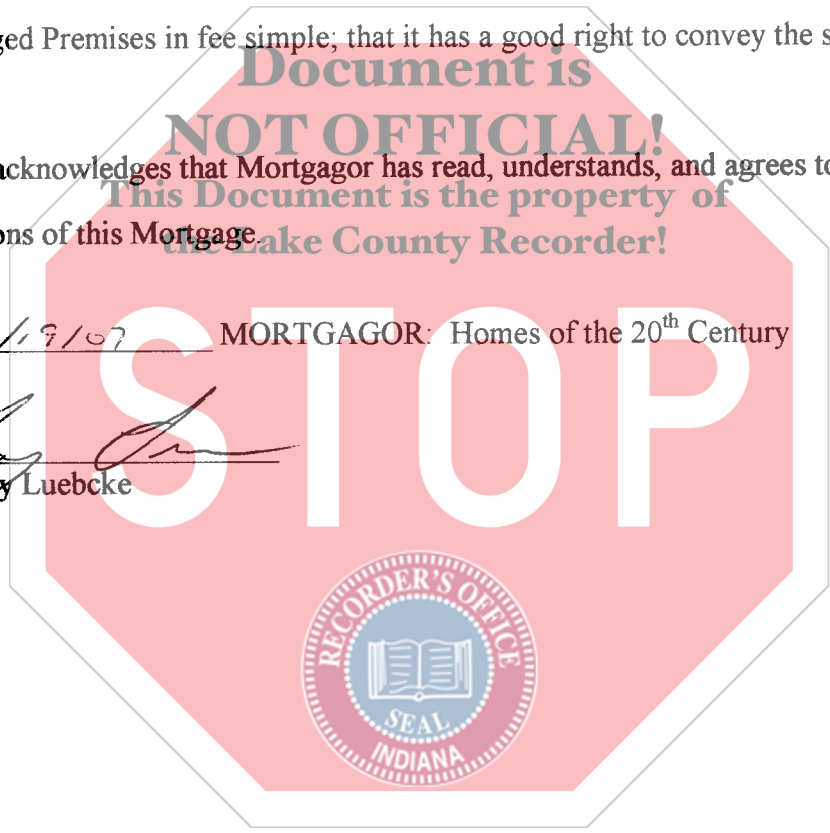 ged Premises in fee simple; that it has a good right to convey the s
Document is
NOT OFFICIAL!
acknowledges that Mortgagor has read, understands, and agrees to
This Document is the property of
ons of this Mortgage.
the Lake County Recorder!
/19/07 MORTGAGOR: Homes of the 20th Century
y Luebcke
STOP
RECORDER'S OFFICE
SEAL
INDIANA